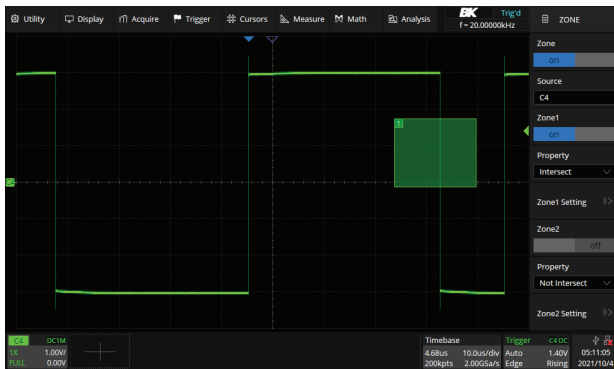 Utility Display Acquire Trigger Cursors Measure Math Analysis BK Trig'd ZONE
f = 20.00000kHz
Zone
on
Source
C4
1
Zone1
on
Property
Intersect
C4
Zone1 Setting
Zone2
off
Property
Not Intersect
Zone2 Setting
C4 DC1M Timebase Trigger C4 DC
1X 1.00V/ 4.68us 10.0us/div Auto 1.40V 05:11:05
FULL 0.00V 200kpts 2.00GSa/s Edge Rising 2021/10/4